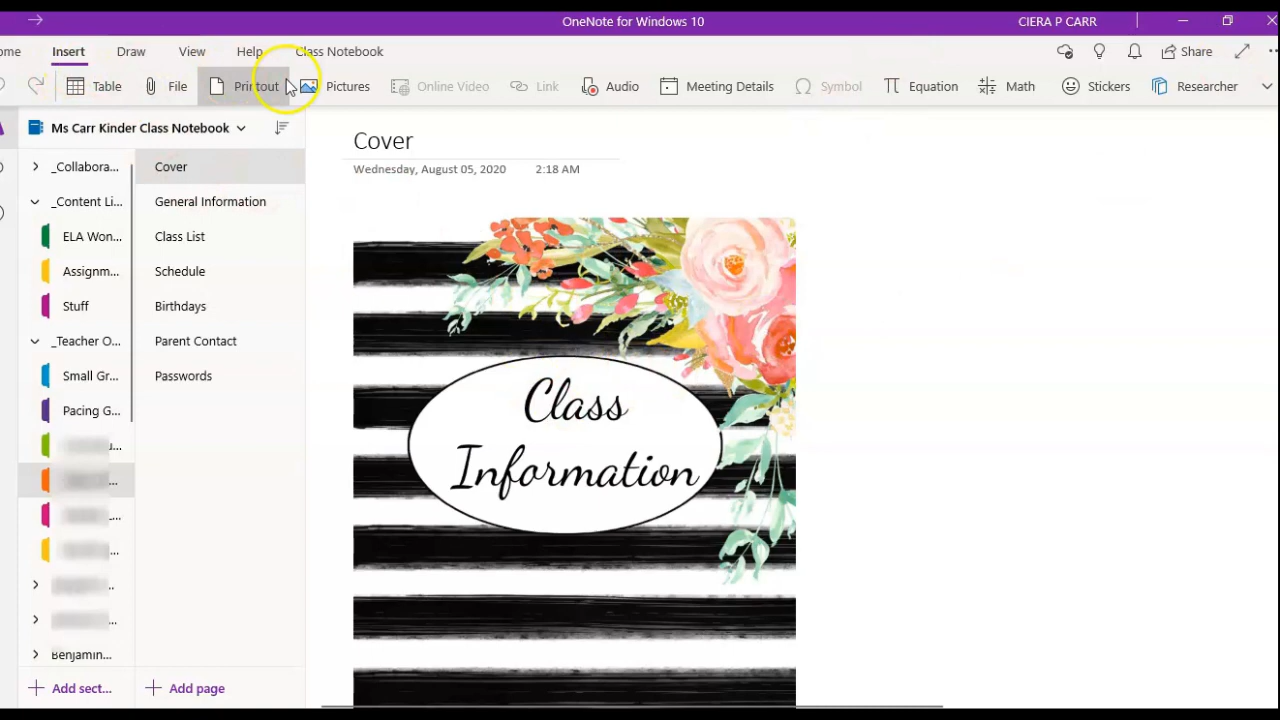 OneNote for Windows 10
CIERA P CARR
ome Insert Draw View Help Class Notebook Share
Table File Printout Pictures Online Video Link Audio Meeting Details Symbol Equation Math Stickers Researcher
Ms Carr Kinder Class Notebook
_Collabora...
_Content Li...
ELA Won...
Assignm...
Stuff
_Teacher O...
Small Gr...
Pacing G...
Benjamin...
Add sect...
Cover
General Information
Class List
Schedule
Birthdays
Parent Contact
Passwords
Add page
Cover
Wednesday, August 05, 2020 2:18 AM
Class
Information